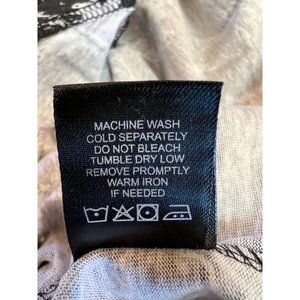 MACHINE WASH
COLD SEPARATELY
DO NOT BLEACH
TUMBLE DRY LOW
REMOVE PROMPTLY
WARM IRON
IF NEEDED